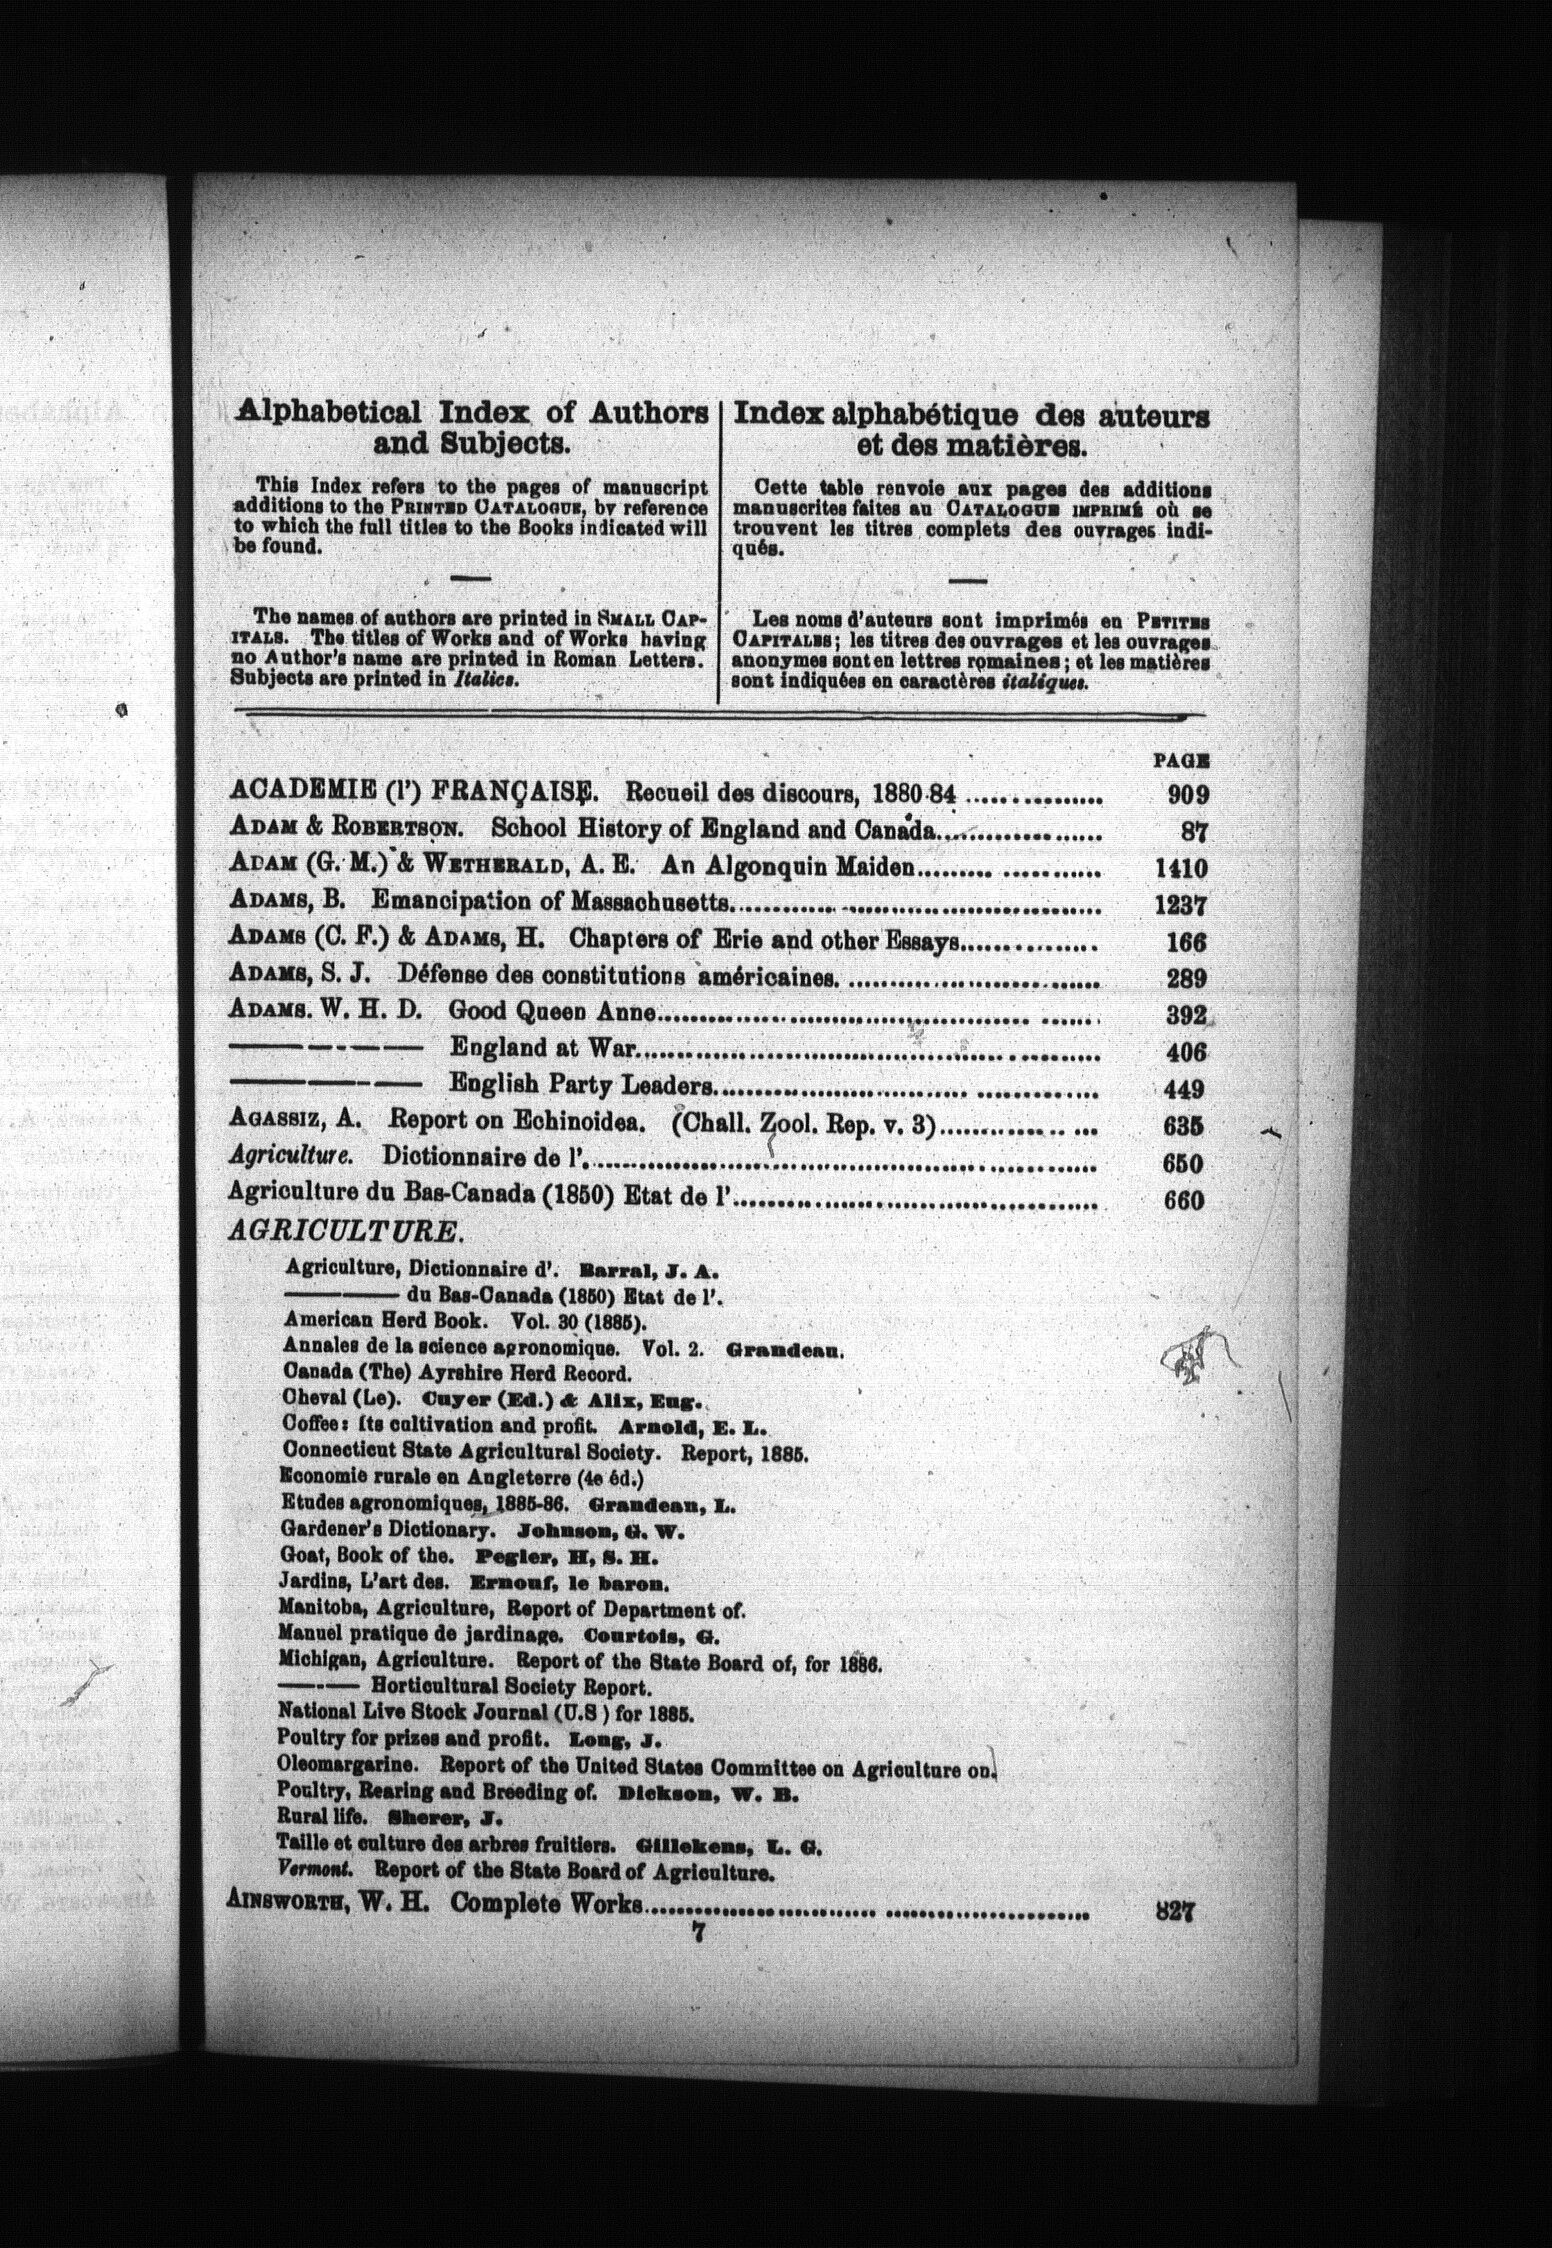 Alphabetical Index of Authors
and Subjects.
This Index refers to the pages of manuscript
additions to the PRINTED CATALOGUE, by reference
to which the full titles to the Books indicated will
be found.
The names of authors are printed in SMALL CAP-
ITALS. The titles of Works and of Works having
no Author's name are printed in Roman Letters.
Subjects are printed in Italics.
Index alphabétique des auteurs
et des matières.
Cette table renvoie aux pages des additions
manuscrites faites au CATALOGUE IMPRIMÉ où se
trouvent les titres complets des ouvrages indi-
qués.
Les noms d'auteurs sont imprimés en PETITES
CAPITALES; les titres des ouvrages et les ouvrages
anonymes sont en lettres romaines; et les matières
sont indiquées en caractères italiques.
PAGE
ACADEMIE (l') FRANÇAISE. Recueil des discours, 1880-84 ................ 909
ADAM & ROBERTSON. School History of England and Canada.................. 87
ADAM (G. M.) & WETHERALD, A. E. An Algonquin Maiden......... ........... 1410
ADAMS, B. Emancipation of Massachusetts...................................... 1237
ADAMS (C. F.) & ADAMS, H. Chapters of Erie and other Essays............... 166
ADAMS, S. J. Défense des constitutions américaines. ........................... 289
ADAMS. W. H. D. Good Queen Anne............................................. 392
——— — - — — England at War................................................ 406
——— —— - — — English Party Leaders........................................ 449
AGASSIZ, A. Report on Echinoidea. (Chall. Zool. Rep. v. 3)................ ... 635
Agriculture. Dictionnaire de l'.................................................... 650
Agriculture du Bas-Canada (1850) Etat de l'...................................... 660
AGRICULTURE.
Agriculture, Dictionnaire d'. Barral, J. A.
—————— du Bas-Canada (1850) Etat de l'.
American Herd Book. Vol. 30 (1885).
Annales de la science agronomique. Vol. 2. Grandeau.
Canada (The) Ayrshire Herd Record.
Cheval (Le). Cuyer (Ed.) & Alix, Eug.
Coffee: Its cultivation and profit. Arnold, E. L.
Connecticut State Agricultural Society. Report, 1885.
Economie rurale en Angleterre (4e éd.)
Etudes agronomiques, 1885-86. Grandeau, L.
Gardener's Dictionary. Johnson, G. W.
Goat, Book of the. Pegler, H, S. H.
Jardins, L'art des. Ernouf, le baron.
Manitoba, Agriculture, Report of Department of.
Manuel pratique de jardinage. Courtois, G.
Michigan, Agriculture. Report of the State Board of, for 1886.
——-—— Horticultural Society Report.
National Live Stock Journal (U.S ) for 1885.
Poultry for prizes and profit. Long, J.
Oleomargarine. Report of the United States Committee on Agriculture on.
Poultry, Rearing and Breeding of. Dickson, W. B.
Rural life. Sherer, J.
Taille et culture des arbres fruitiers. Gillekens, L. G.
Vermont. Report of the State Board of Agriculture.
AINSWORTH, W. H. Complete Works................................................ 827
7